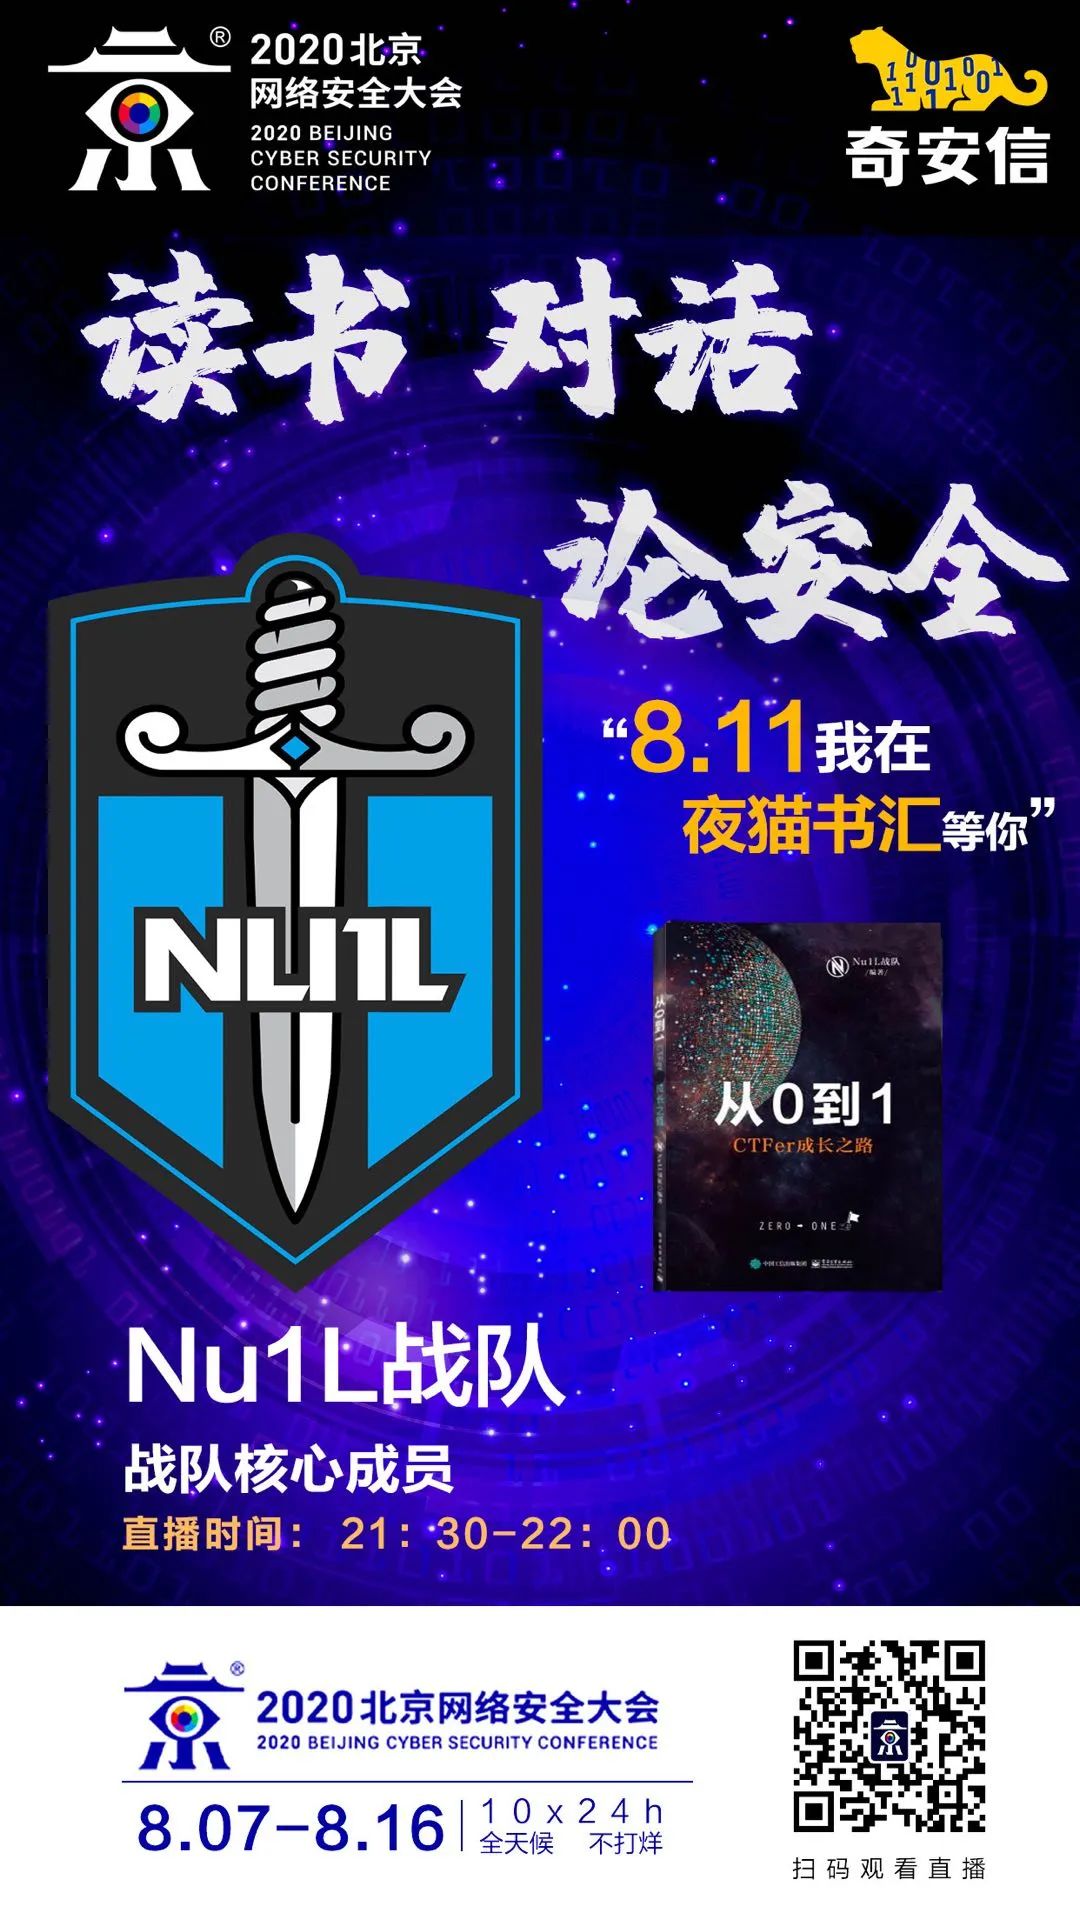 ®
2020北京
网络安全大会
2020 BEIJING
CYBER SECURITY
CONFERENCE
奇安信
读书 对话
论安全
“8.11我在
夜猫书汇等你”
NU1L
Nu1L战队
/编著/
从0到1
从0到1
CTFer成长之路
ZERO → ONE
Nu1L战队
战队核心成员
直播时间： 21：30-22：00
®
2020北京网络安全大会
2020 BEIJING CYBER SECURITY CONFERENCE
8.07-8.16
10x24h
全天候 不打烊
扫码观看直播